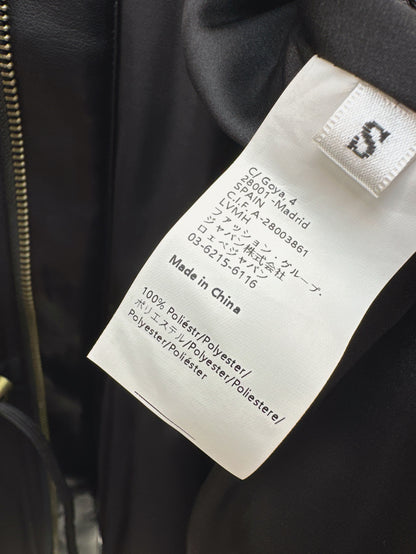 S
C/ Goya, 4
28001 -Madrid
SPAIN
C.I.F. A-28003861
LVMH
ファッション・グループ・
ジャパン株式会社
ロエベジャパン
03-6215-6116
Made in China
100% Poliéstr/Polyester/
ポリエステル/Polyester/
Polyester/Poliestere/
Polyester/Poliéster